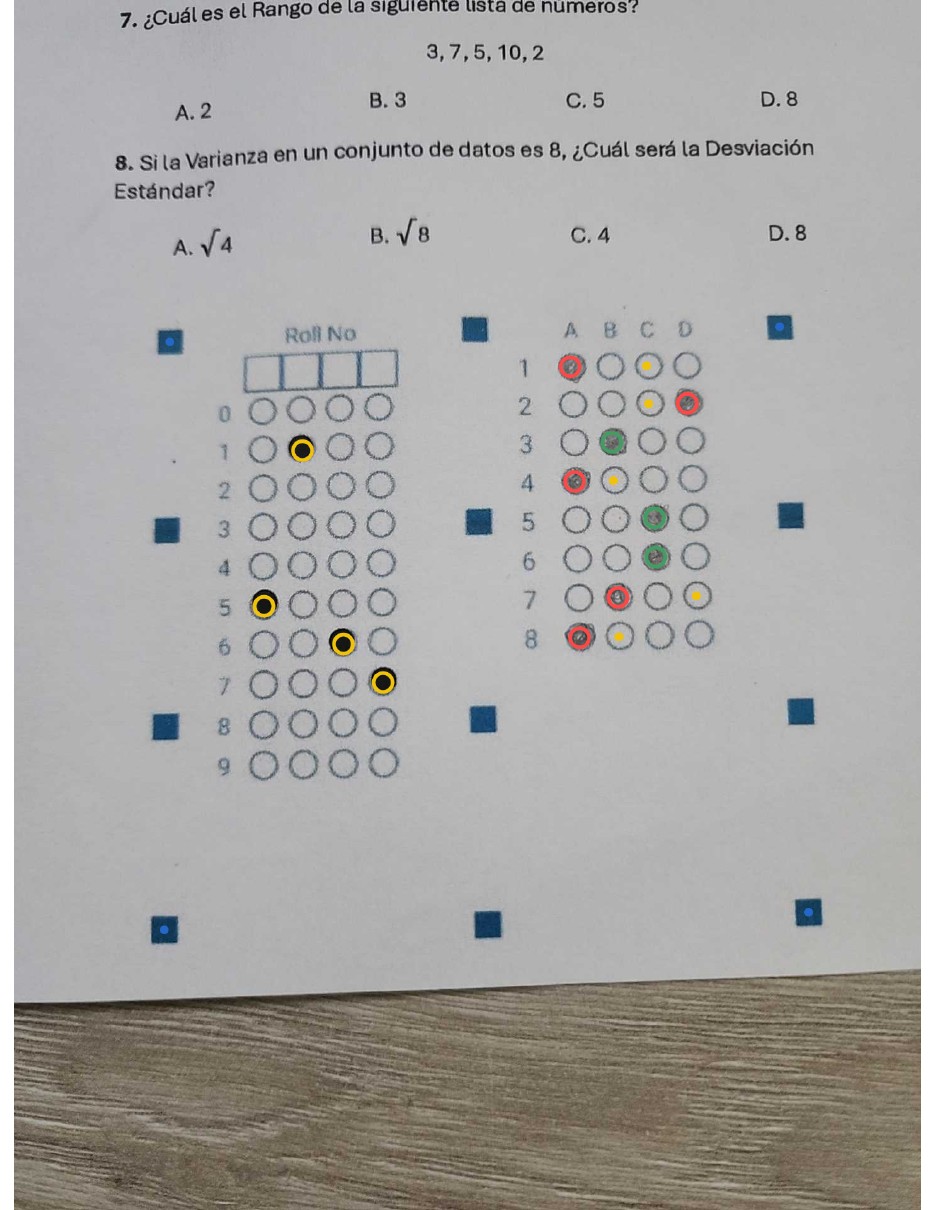 7. ¿Cuál es el Rango de la siguiente lista de números?
3, 7, 5, 10, 2
A. 2 B. 3 C. 5 D. 8
8. Si la Varianza en un conjunto de datos es 8, ¿Cuál será la Desviación
Estándar?
A. √4 B. √8 C. 4 D. 8
Roll No
0
1
2
3
4
5
6
7
8
9
A B C D
1
2
3
4
5
6
7
8